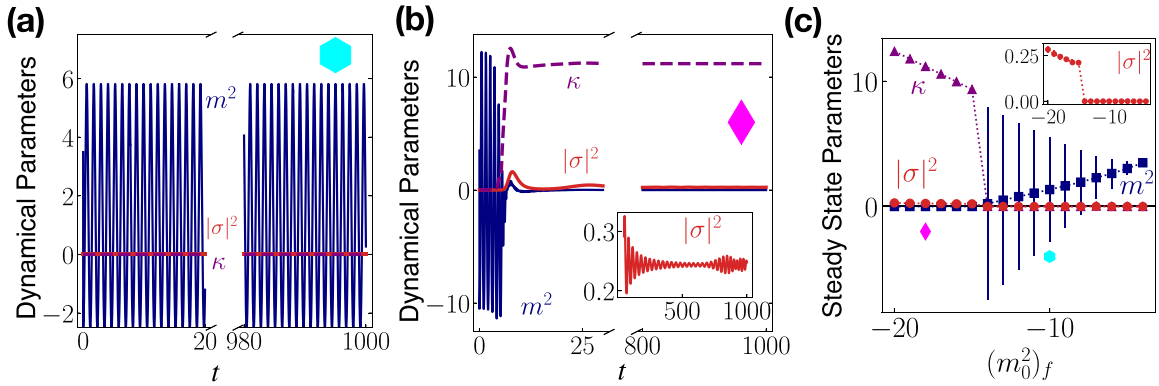 (a)
Dynamical Parameters
6
4
2
0
−2
m²
|σ|²
κ
0
20
980
1000
t
(b)
Dynamical Parameters
10
0
−10
κ
|σ|²
m²
0
25
800
1000
t
|σ|²
0.3
0.2
500
1000
(c)
Steady State Parameters
10
0
κ
|σ|²
m²
−20
−10
(m₀²)_f
0.25
0.00
|σ|²
−20
−10